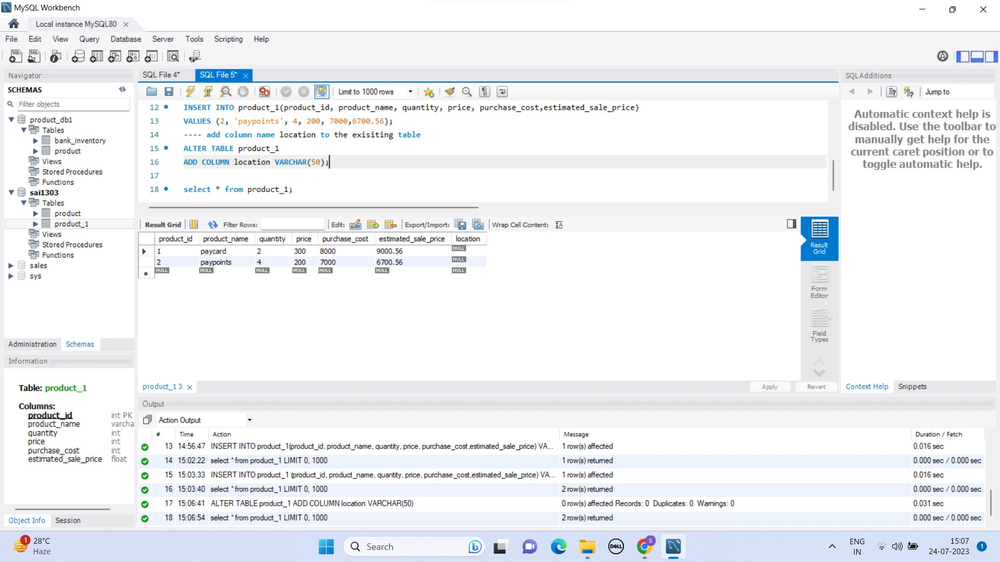 MySQL Workbench
Local instance MySQL80
File Edit View Query Database Server Tools Scripting Help
Navigator
SCHEMAS
Filter objects
product_db1
Tables
bank_inventory
product
Views
Stored Procedures
Functions
sai1303
Tables
product
product_1
Views
Stored Procedures
Functions
sales
sys
Administration Schemas
Information
Table: product_1
Columns:
product_id int PK
product_name varcha
quantity int
price int
purchase_cost int
estimated_sale_price float
Object Info Session
SQL File 4* SQL File 5*
Limit to 1000 rows
12 INSERT INTO product_1(product_id, product_name, quantity, price, purchase_cost,estimated_sale_price)
13 VALUES (2, 'paypoints', 4, 200, 7000,6700.56);
14 ---- add column name location to the exisiting table
15 ALTER TABLE product_1
16 ADD COLUMN location VARCHAR(50);
17
18 select * from product_1;
Result Grid Filter Rows: Edit: Export/Import: Wrap Cell Content:
product_id product_name quantity price purchase_cost estimated_sale_price location
1 paycard 2 300 8000 9000.56 NULL
2 paypoints 4 200 7000 6700.56 NULL
NULL NULL NULL NULL NULL NULL NULL
Result
Grid
Form
Editor
Field
Types
product_1 3
Apply Revert
SQLAdditions
Jump to
Automatic context help is
disabled. Use the toolbar to
manually get help for the
current caret position or to
toggle automatic help.
Context Help Snippets
Output
Action Output
# Time Action Message Duration / Fetch
13 14:56:47 INSERT INTO product_1(product_id, product_name, quantity, price, purchase_cost,estimated_sale_price) VA... 1 row(s) affected 0.016 sec
14 15:02:22 select * from product_1 LIMIT 0, 1000 1 row(s) returned 0.000 sec / 0.000 sec
15 15:03:33 INSERT INTO product_1 (product_id, product_name, quantity, price, purchase_cost,estimated_sale_price) VA... 1 row(s) affected 0.016 sec
16 15:03:40 select * from product_1 LIMIT 0, 1000 2 row(s) returned 0.000 sec / 0.000 sec
17 15:06:41 ALTER TABLE product_1 ADD COLUMN location VARCHAR(50) 0 row(s) affected Records: 0 Duplicates: 0 Warnings: 0 0.031 sec
18 15:06:54 select * from product_1 LIMIT 0, 1000 2 row(s) returned 0.000 sec / 0.000 sec
1
28°C
Haze
Search
DELL
S
ENG
IN
15:07
24-07-2023
1